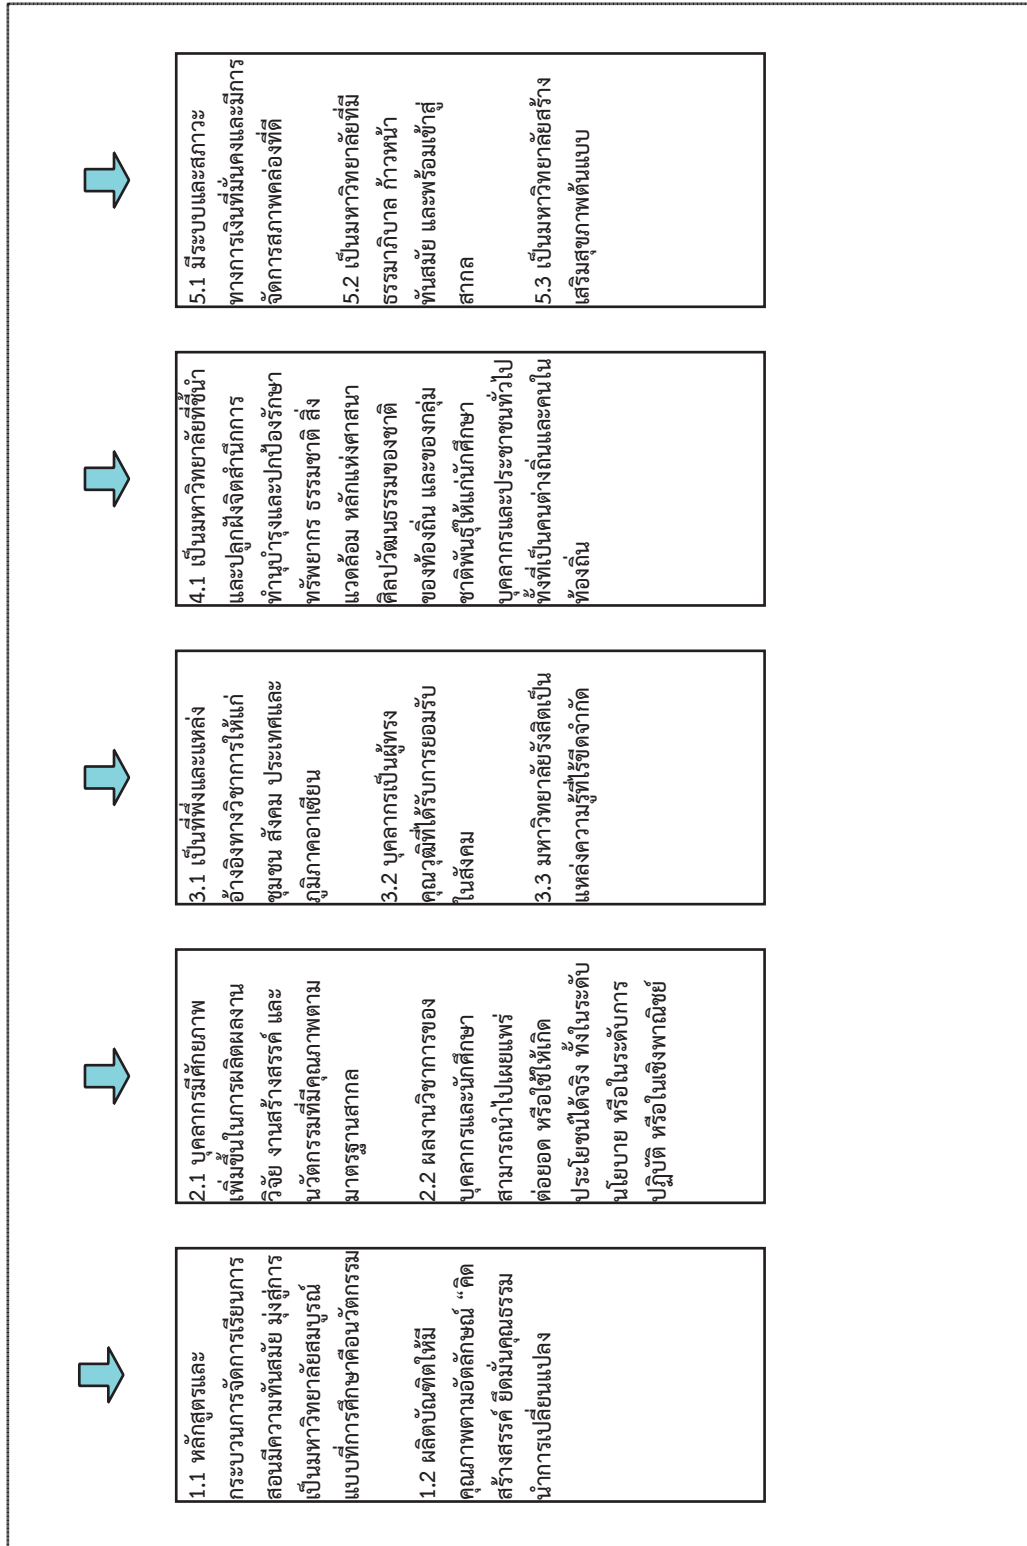 1.1 หลักสูตรและ
กระบวนการจัดการเรียนการ
สอนมีความทันสมัย มุ่งสู่การ
เป็นมหาวิทยาลัยสมบูรณ์
แบบที่การศึกษาคือนวัตกรรม
1.2 ผลิตบัณฑิตให้มี
คุณภาพตามอัตลักษณ์ “คิด
สร้างสรรค์ ยึดมั่นคุณธรรม
นำการเปลี่ยนแปลง
2.1 บุคลากรมีศักยภาพ
เพิ่มขึ้นในการผลิตผลงาน
วิจัย งานสร้างสรรค์ และ
นวัตกรรมที่มีคุณภาพตาม
มาตรฐานสากล
2.2 ผลงานวิชาการของ
บุคลากรและนักศึกษา
สามารถนำไปเผยแพร่
ต่อยอด หรือใช้ให้เกิด
ประโยชน์ได้จริง ทั้งในระดับ
นโยบาย หรือในระดับการ
ปฏิบัติ หรือในเชิงพาณิชย์
3.1 เป็นที่พึ่งและแหล่ง
อ้างอิงทางวิชาการให้แก่
ชุมชน สังคม ประเทศและ
ภูมิภาคอาเซียน
3.2 บุคลากรเป็นผู้ทรง
คุณวุฒิที่ได้รับการยอมรับ
ในสังคม
3.3 มหาวิทยาลัยรังสิตเป็น
แหล่งความรู้ที่ไร้ขีดจำกัด
4.1 เป็นมหาวิทยาลัยที่ชี้นำ
และปลูกฝังจิตสำนึกการ
ทำนุบำรุงและปกป้องรักษา
ทรัพยากร ธรรมชาติ สิ่ง
แวดล้อม หลักแห่งศาสนา
ศิลปวัฒนธรรมของชาติ
ของท้องถิ่น และของกลุ่ม
ชาติพันธุ์ให้แก่นักศึกษา
บุคลากรและประชาชนทั่วไป
ทั้งที่เป็นคนต่างถิ่นและคนใน
ท้องถิ่น
5.1 มีระบบและสภาวะ
ทางการเงินที่มั่นคงและมีการ
จัดการสภาพคล่องที่ดี
5.2 เป็นมหาวิทยาลัยที่มี
ธรรมาภิบาล ก้าวหน้า
ทันสมัย และพร้อมเข้าสู่
สากล
5.3 เป็นมหาวิทยาลัยสร้าง
เสริมสุขภาพต้นแบบ